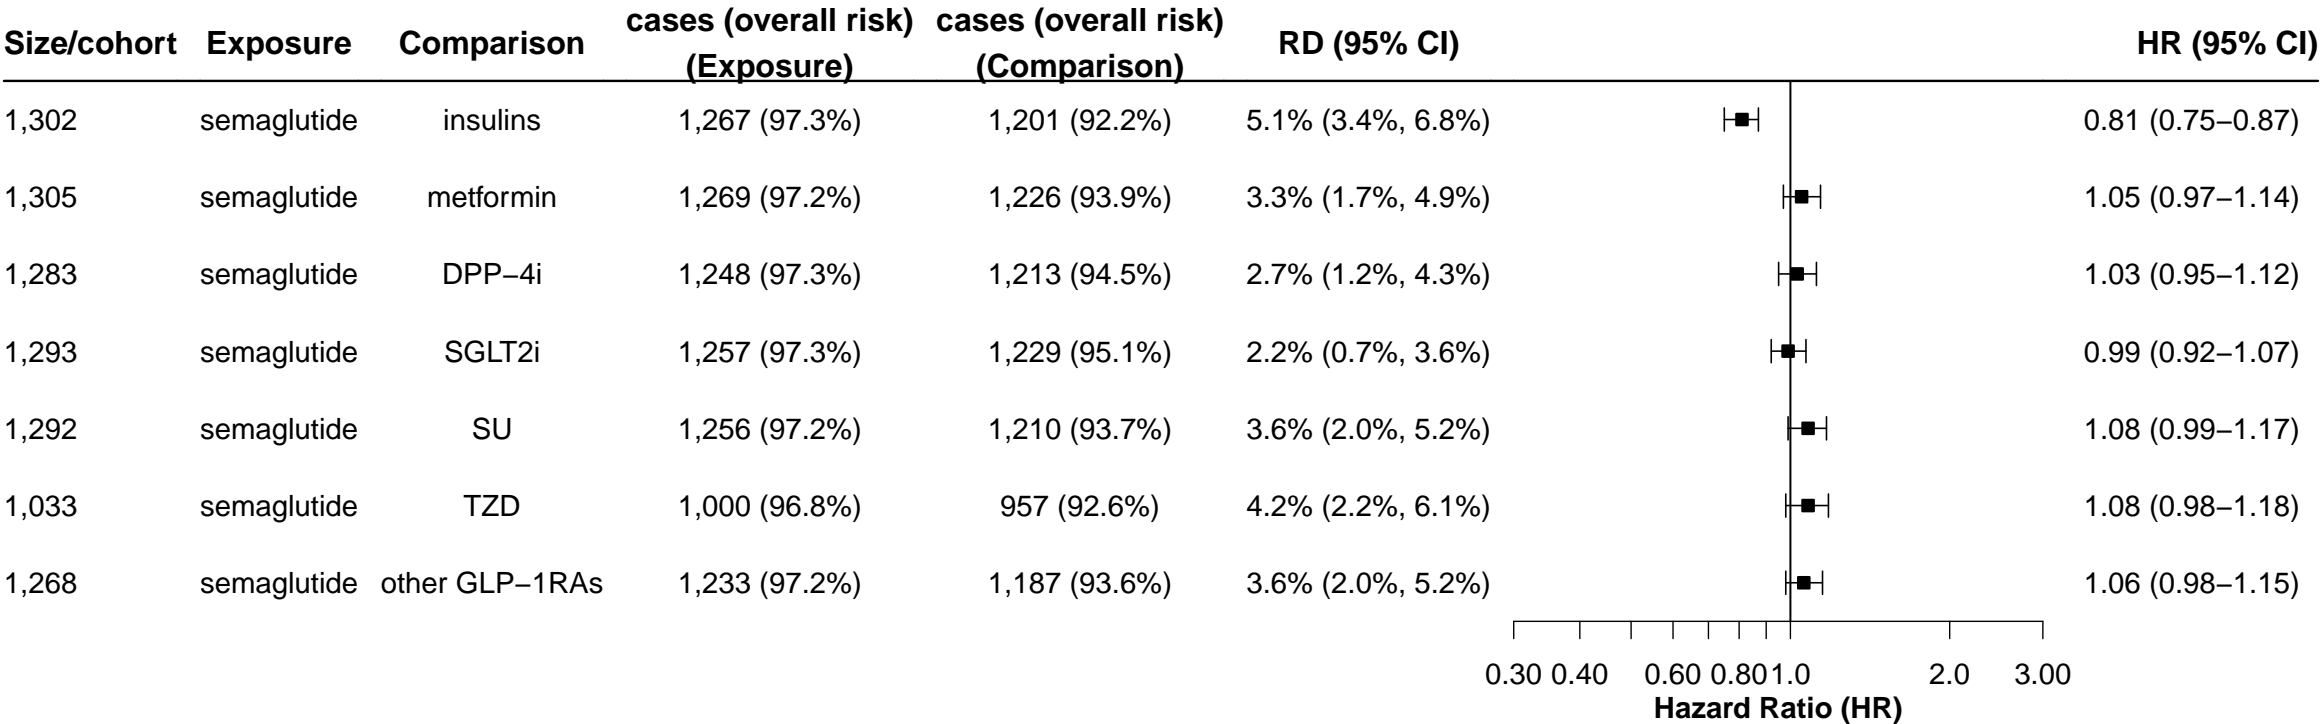 Size/cohort Exposure Comparison cases (overall risk) (Exposure) cases (overall risk) (Comparison) RD (95% CI) HR (95% CI)
1,302 semaglutide insulins 1,267 (97.3%) 1,201 (92.2%) 5.1% (3.4%, 6.8%) 0.81 (0.75−0.87)
1,305 semaglutide metformin 1,269 (97.2%) 1,226 (93.9%) 3.3% (1.7%, 4.9%) 1.05 (0.97−1.14)
1,283 semaglutide DPP−4i 1,248 (97.3%) 1,213 (94.5%) 2.7% (1.2%, 4.3%) 1.03 (0.95−1.12)
1,293 semaglutide SGLT2i 1,257 (97.3%) 1,229 (95.1%) 2.2% (0.7%, 3.6%) 0.99 (0.92−1.07)
1,292 semaglutide SU 1,256 (97.2%) 1,210 (93.7%) 3.6% (2.0%, 5.2%) 1.08 (0.99−1.17)
1,033 semaglutide TZD 1,000 (96.8%) 957 (92.6%) 4.2% (2.2%, 6.1%) 1.08 (0.98−1.18)
1,268 semaglutide other GLP−1RAs 1,233 (97.2%) 1,187 (93.6%) 3.6% (2.0%, 5.2%) 1.06 (0.98−1.15)
0.30 0.40 0.60 0.80 1.0 2.0 3.00
Hazard Ratio (HR)